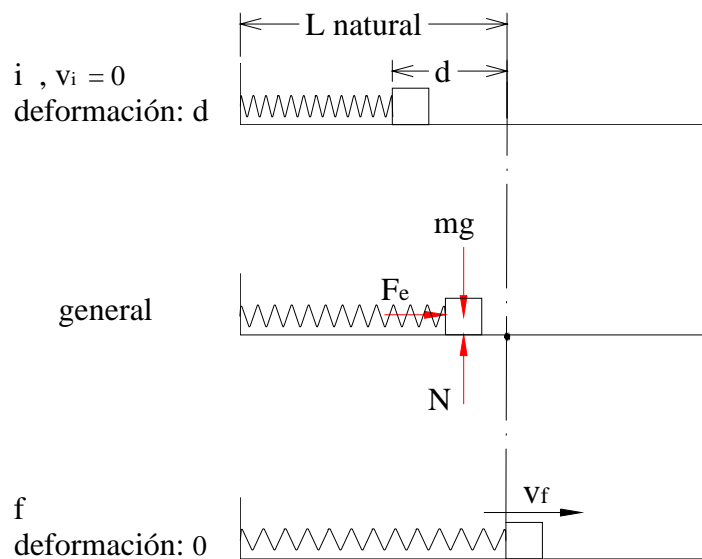 L natural
d
i , vi = 0
deformación: d
mg
Fe
general
N
vf
f
deformación: 0